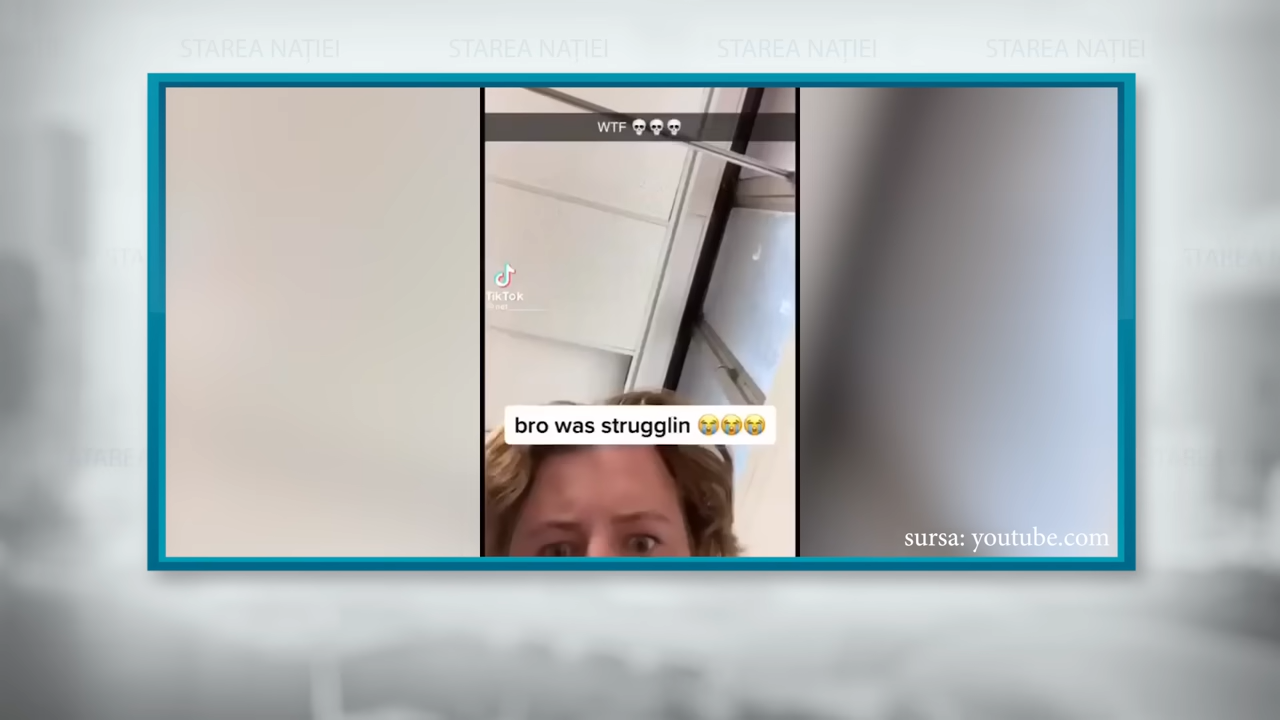 STAREA NAȚIEI STAREA NAȚIEI STAREA NAȚIEI STAREA NAȚIEI
WTF 💀💀💀
TikTok
bro was strugglin 😭😭😭
sursa: youtube.com